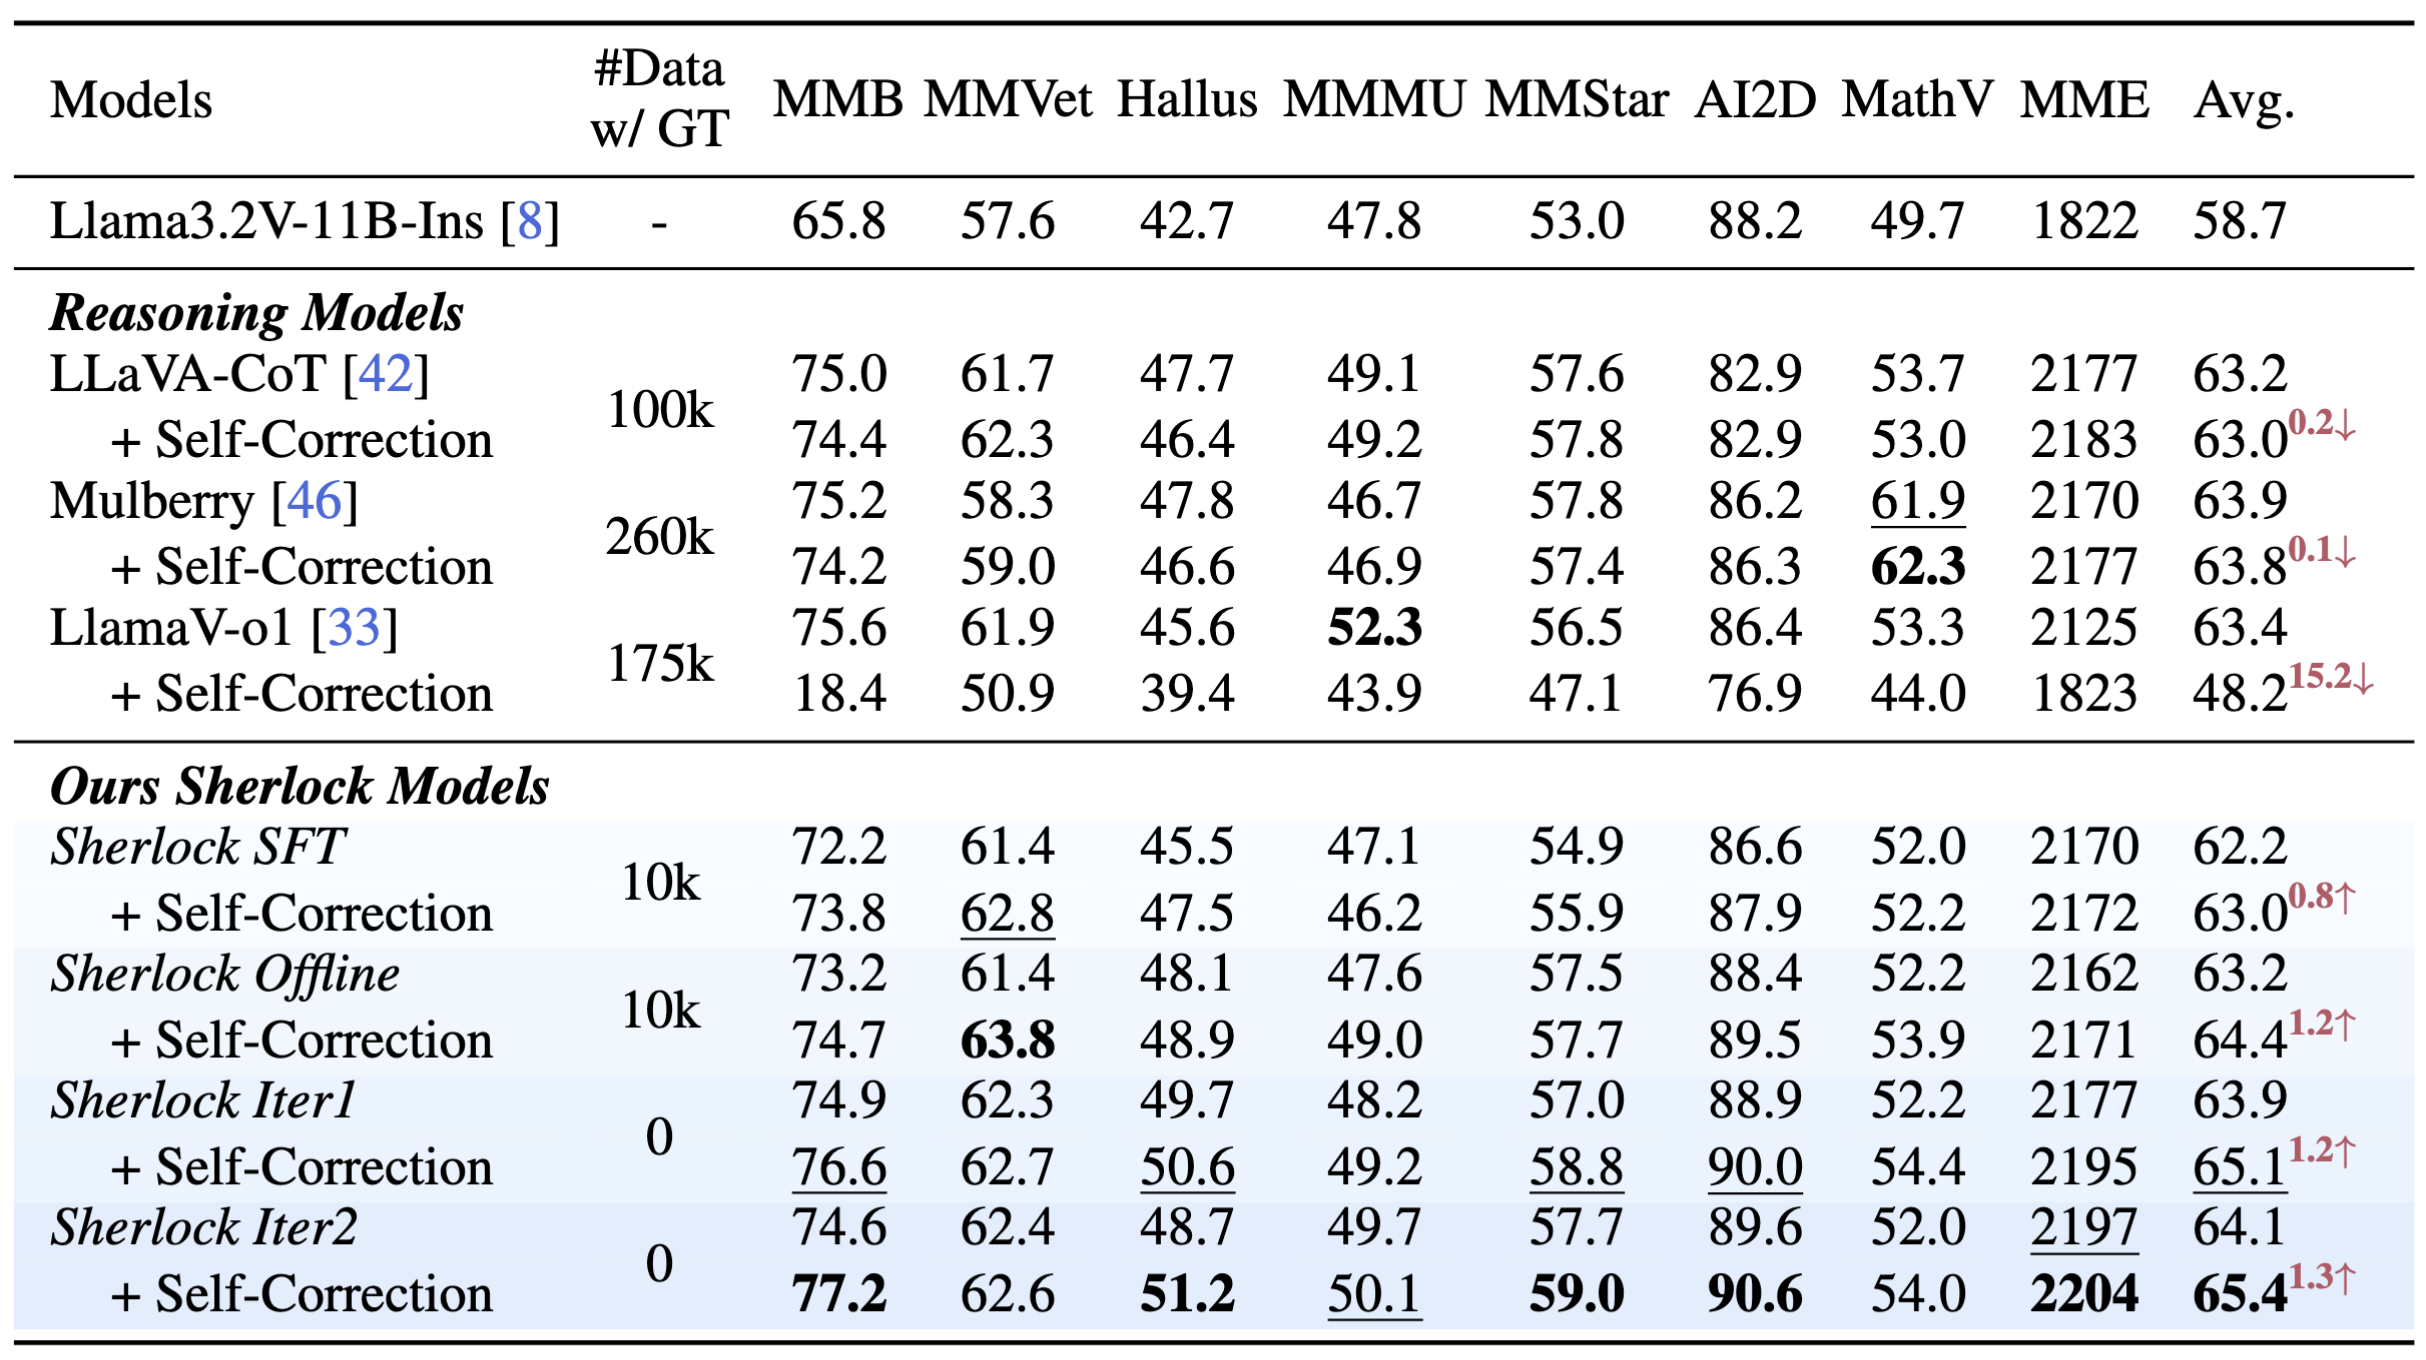 Models #Data w/ GT MMB MMVet Hallus MMMU MMStar AI2D MathV MME Avg.
Llama3.2V-11B-Ins [8] - 65.8 57.6 42.7 47.8 53.0 88.2 49.7 1822 58.7
Reasoning Models
LLaVA-CoT [42] 100k 75.0 61.7 47.7 49.1 57.6 82.9 53.7 2177 63.2
+ Self-Correction 74.4 62.3 46.4 49.2 57.8 82.9 53.0 2183 63.0 0.2↓
Mulberry [46] 260k 75.2 58.3 47.8 46.7 57.8 86.2 61.9 2170 63.9
+ Self-Correction 74.2 59.0 46.6 46.9 57.4 86.3 62.3 2177 63.8 0.1↓
LlamaV-o1 [33] 175k 75.6 61.9 45.6 52.3 56.5 86.4 53.3 2125 63.4
+ Self-Correction 18.4 50.9 39.4 43.9 47.1 76.9 44.0 1823 48.2 15.2↓
Ours Sherlock Models
Sherlock SFT 10k 72.2 61.4 45.5 47.1 54.9 86.6 52.0 2170 62.2
+ Self-Correction 73.8 62.8 47.5 46.2 55.9 87.9 52.2 2172 63.0 0.8↑
Sherlock Offline 10k 73.2 61.4 48.1 47.6 57.5 88.4 52.2 2162 63.2
+ Self-Correction 74.7 63.8 48.9 49.0 57.7 89.5 53.9 2171 64.4 1.2↑
Sherlock Iter1 0 74.9 62.3 49.7 48.2 57.0 88.9 52.2 2177 63.9
+ Self-Correction 76.6 62.7 50.6 49.2 58.8 90.0 54.4 2195 65.1 1.2↑
Sherlock Iter2 0 74.6 62.4 48.7 49.7 57.7 89.6 52.0 2197 64.1
+ Self-Correction 77.2 62.6 51.2 50.1 59.0 90.6 54.0 2204 65.4 1.3↑